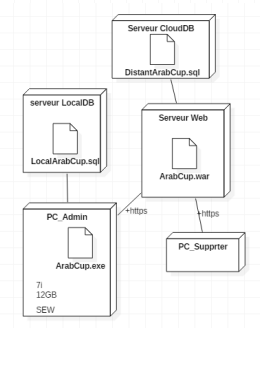 Serveur CloudDB
DistantArabCup.sql
serveur LocalDB
LocalArabCup.sql
Serveur Web
ArabCup.war
PC_Admin
+https
+https
ArabCup.exe
PC_Supprter
7i
12GB
SEW